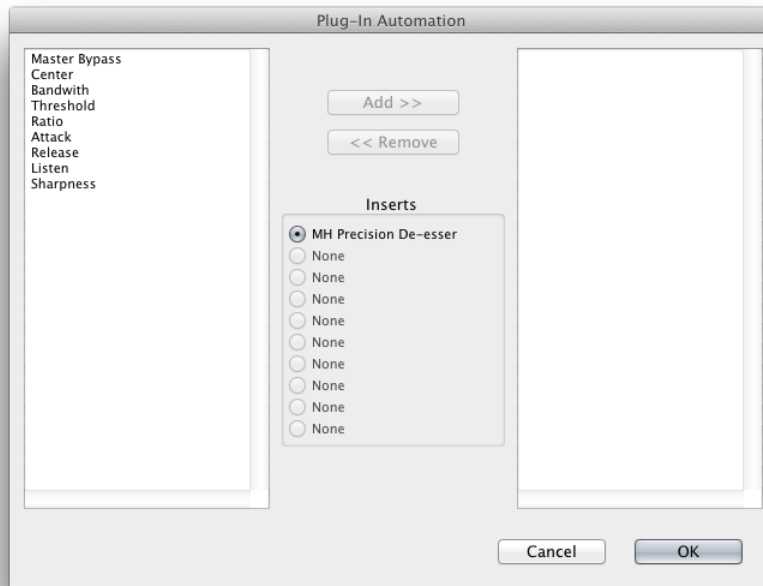 Plug-In Automation
Master Bypass
Center
Bandwith
Threshold
Ratio
Attack
Release
Listen
Sharpness
Add >>
<< Remove
Inserts
MH Precision De-esser
None
None
None
None
None
None
None
None
None
Cancel
OK